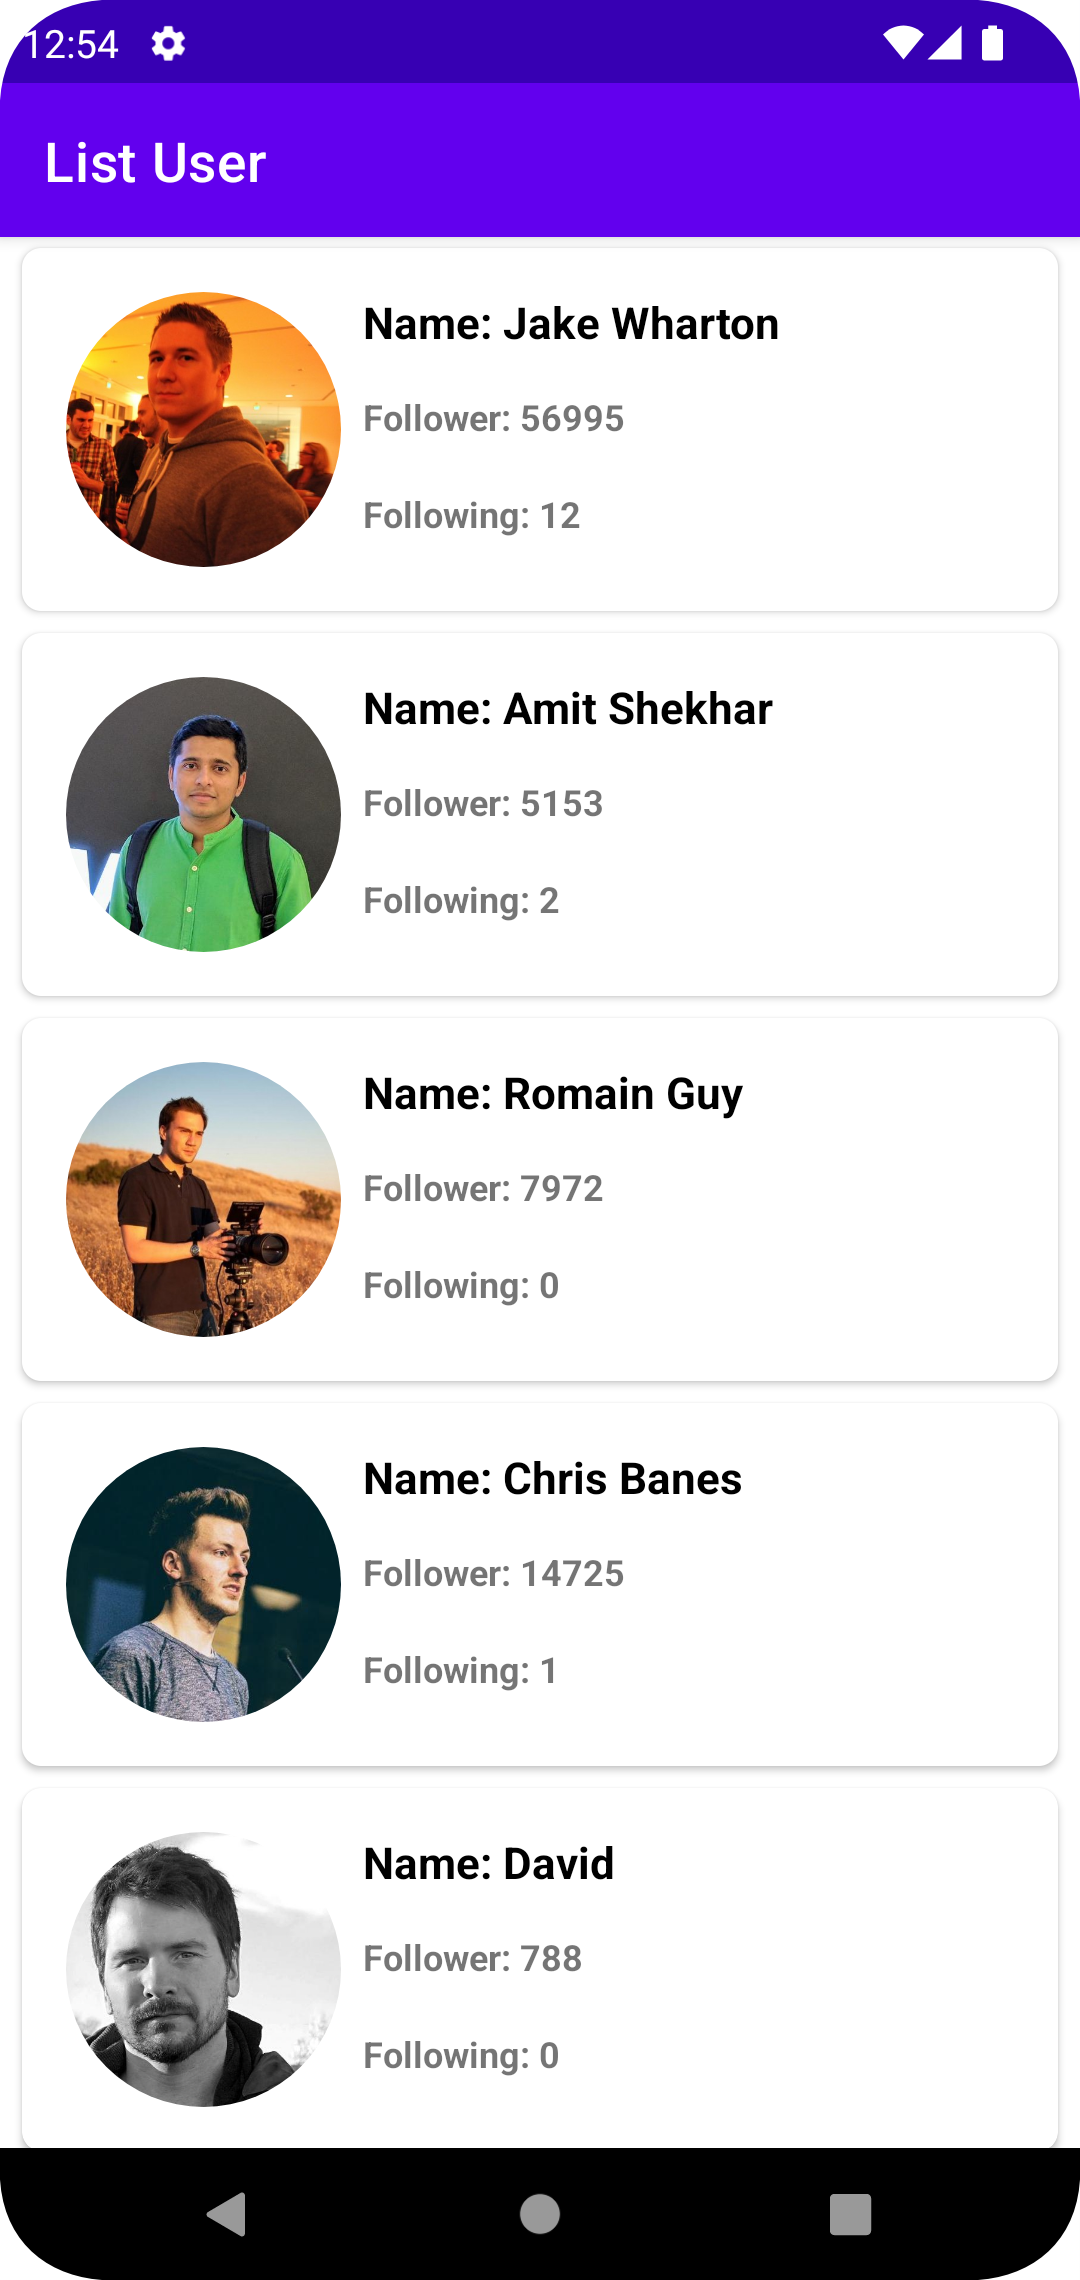 12:54
List User
Name: Jake Wharton
Follower: 56995
Following: 12
Name: Amit Shekhar
Follower: 5153
Following: 2
Name: Romain Guy
Follower: 7972
Following: 0
Name: Chris Banes
Follower: 14725
Following: 1
Name: David
Follower: 788
Following: 0